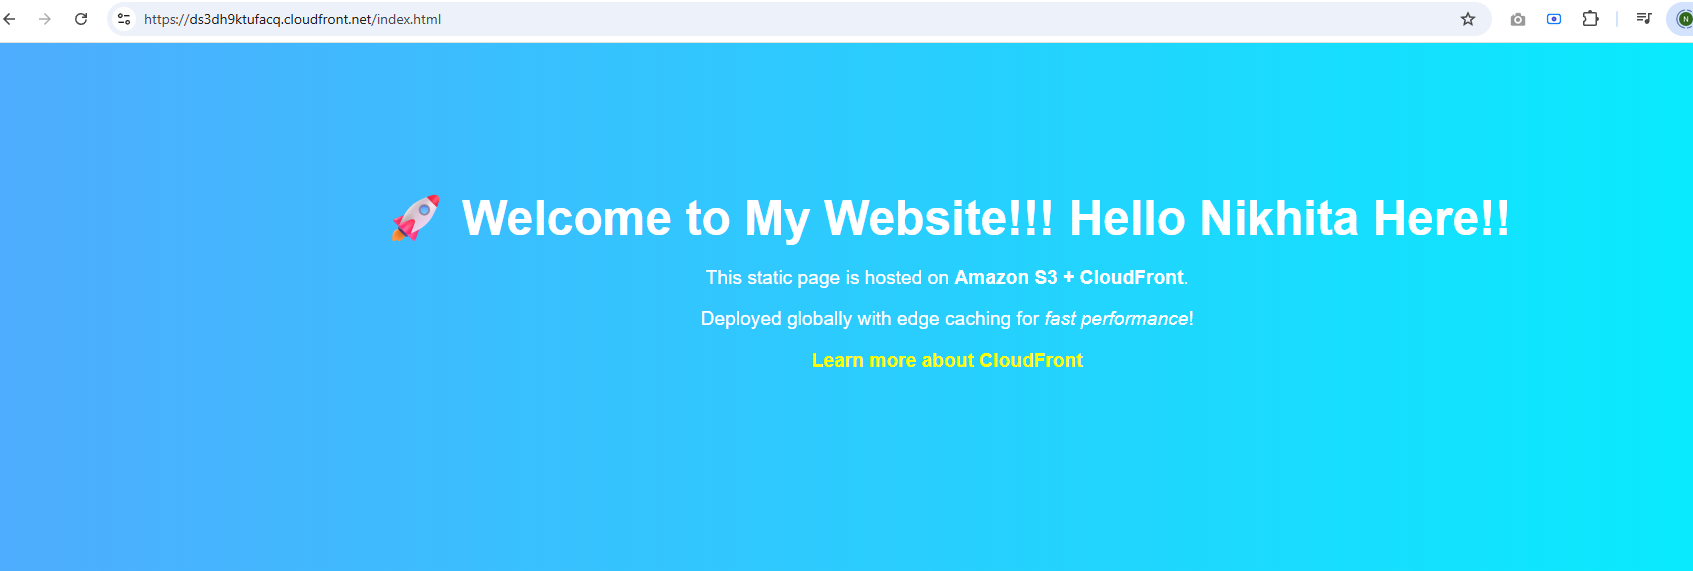 https://ds3dh9ktufacq.cloudfront.net/index.html
N
🚀 Welcome to My Website!!! Hello Nikhita Here!!
This static page is hosted on Amazon S3 + CloudFront.
Deployed globally with edge caching for fast performance!
Learn more about CloudFront